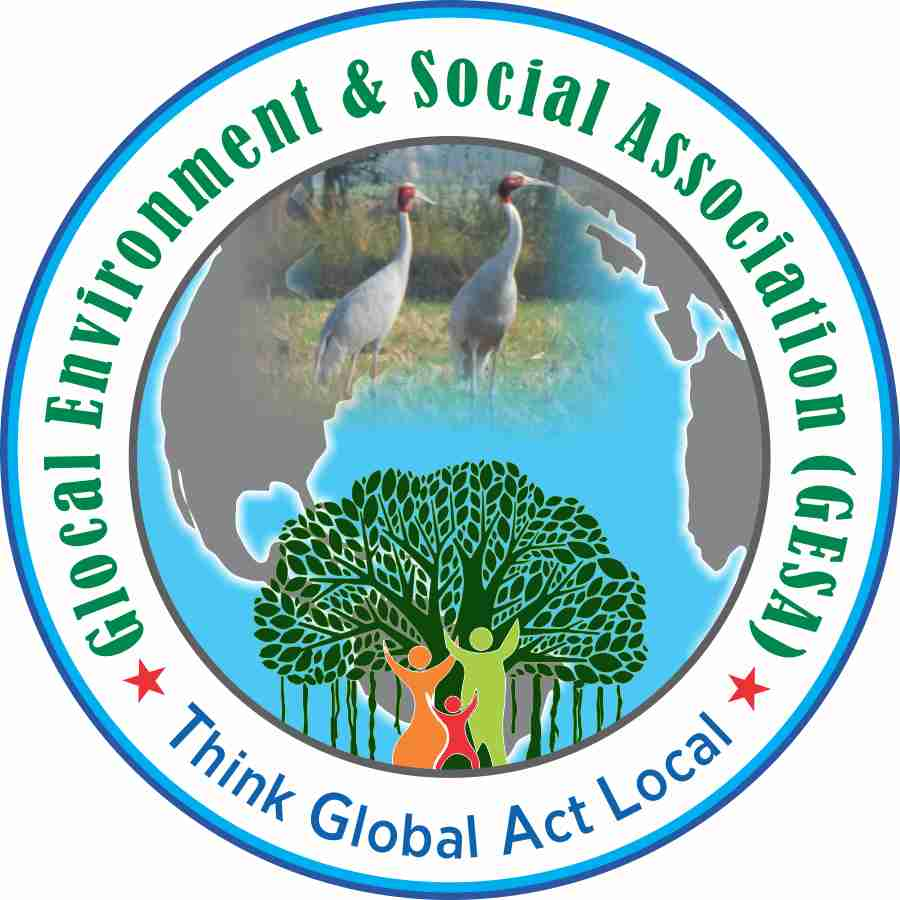 Glocal Environment & Social Association (GESA)
Think Global Act Local